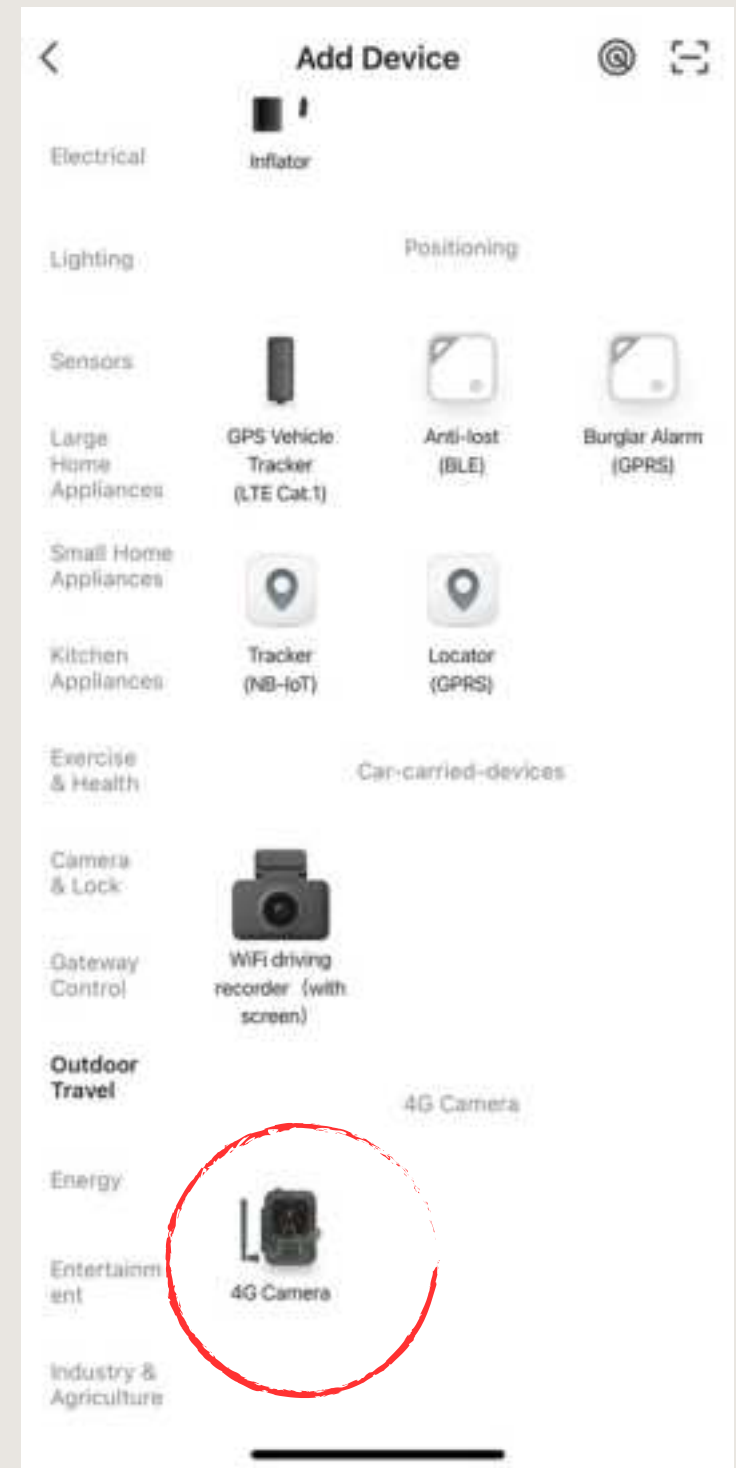 Add Device
Electrical
Lighting
Sensors
Large
Home
Appliances
Small Home
Appliances
Kitchen
Appliances
Exercise
& Health
Camera
& Lock
Gateway
Control
Outdoor
Travel
Energy
Entertainm
ent
Industry &
Agriculture
Inflator
Positioning
GPS Vehicle
Tracker
(LTE Cat.1)
Anti-lost
(BLE)
Burglar Alarm
(GPRS)
Tracker
(NB-IoT)
Locator
(GPRS)
Car-carried-devices
WiFi driving
recorder (with
screen)
4G Camera
4G Camera